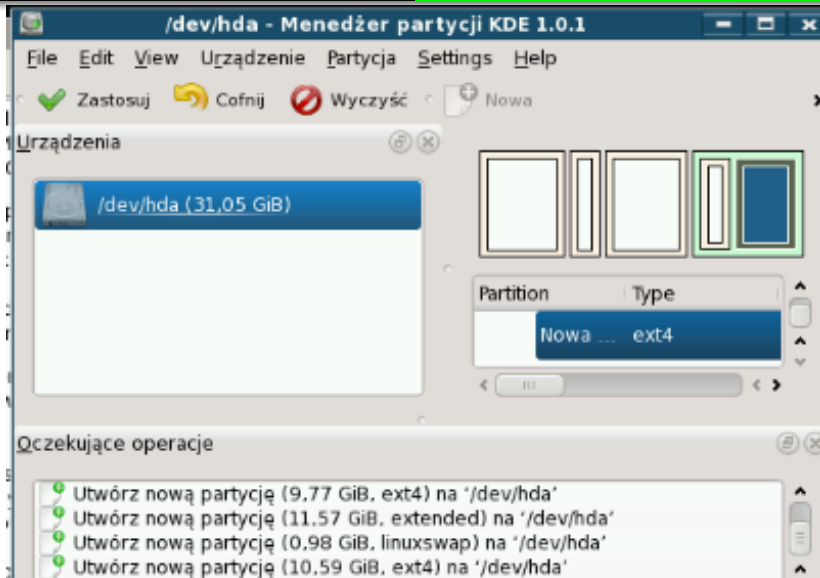 /dev/hda - Menedżer partycji KDE 1.0.1
File Edit View Urządzenie Partycja Settings Help
Zastosuj Cofnij Wyczyść Nowa
Urządzenia
/dev/hda (31,05 GiB)
Partition Type
Nowa ... ext4
Oczekujące operacje
Utwórz nową partycję (9,77 GiB, ext4) na '/dev/hda'
Utwórz nową partycję (11,57 GiB, extended) na '/dev/hda'
Utwórz nową partycję (0,98 GiB, linuxswap) na '/dev/hda'
Utwórz nową partycję (10,59 GiB, ext4) na '/dev/hda'